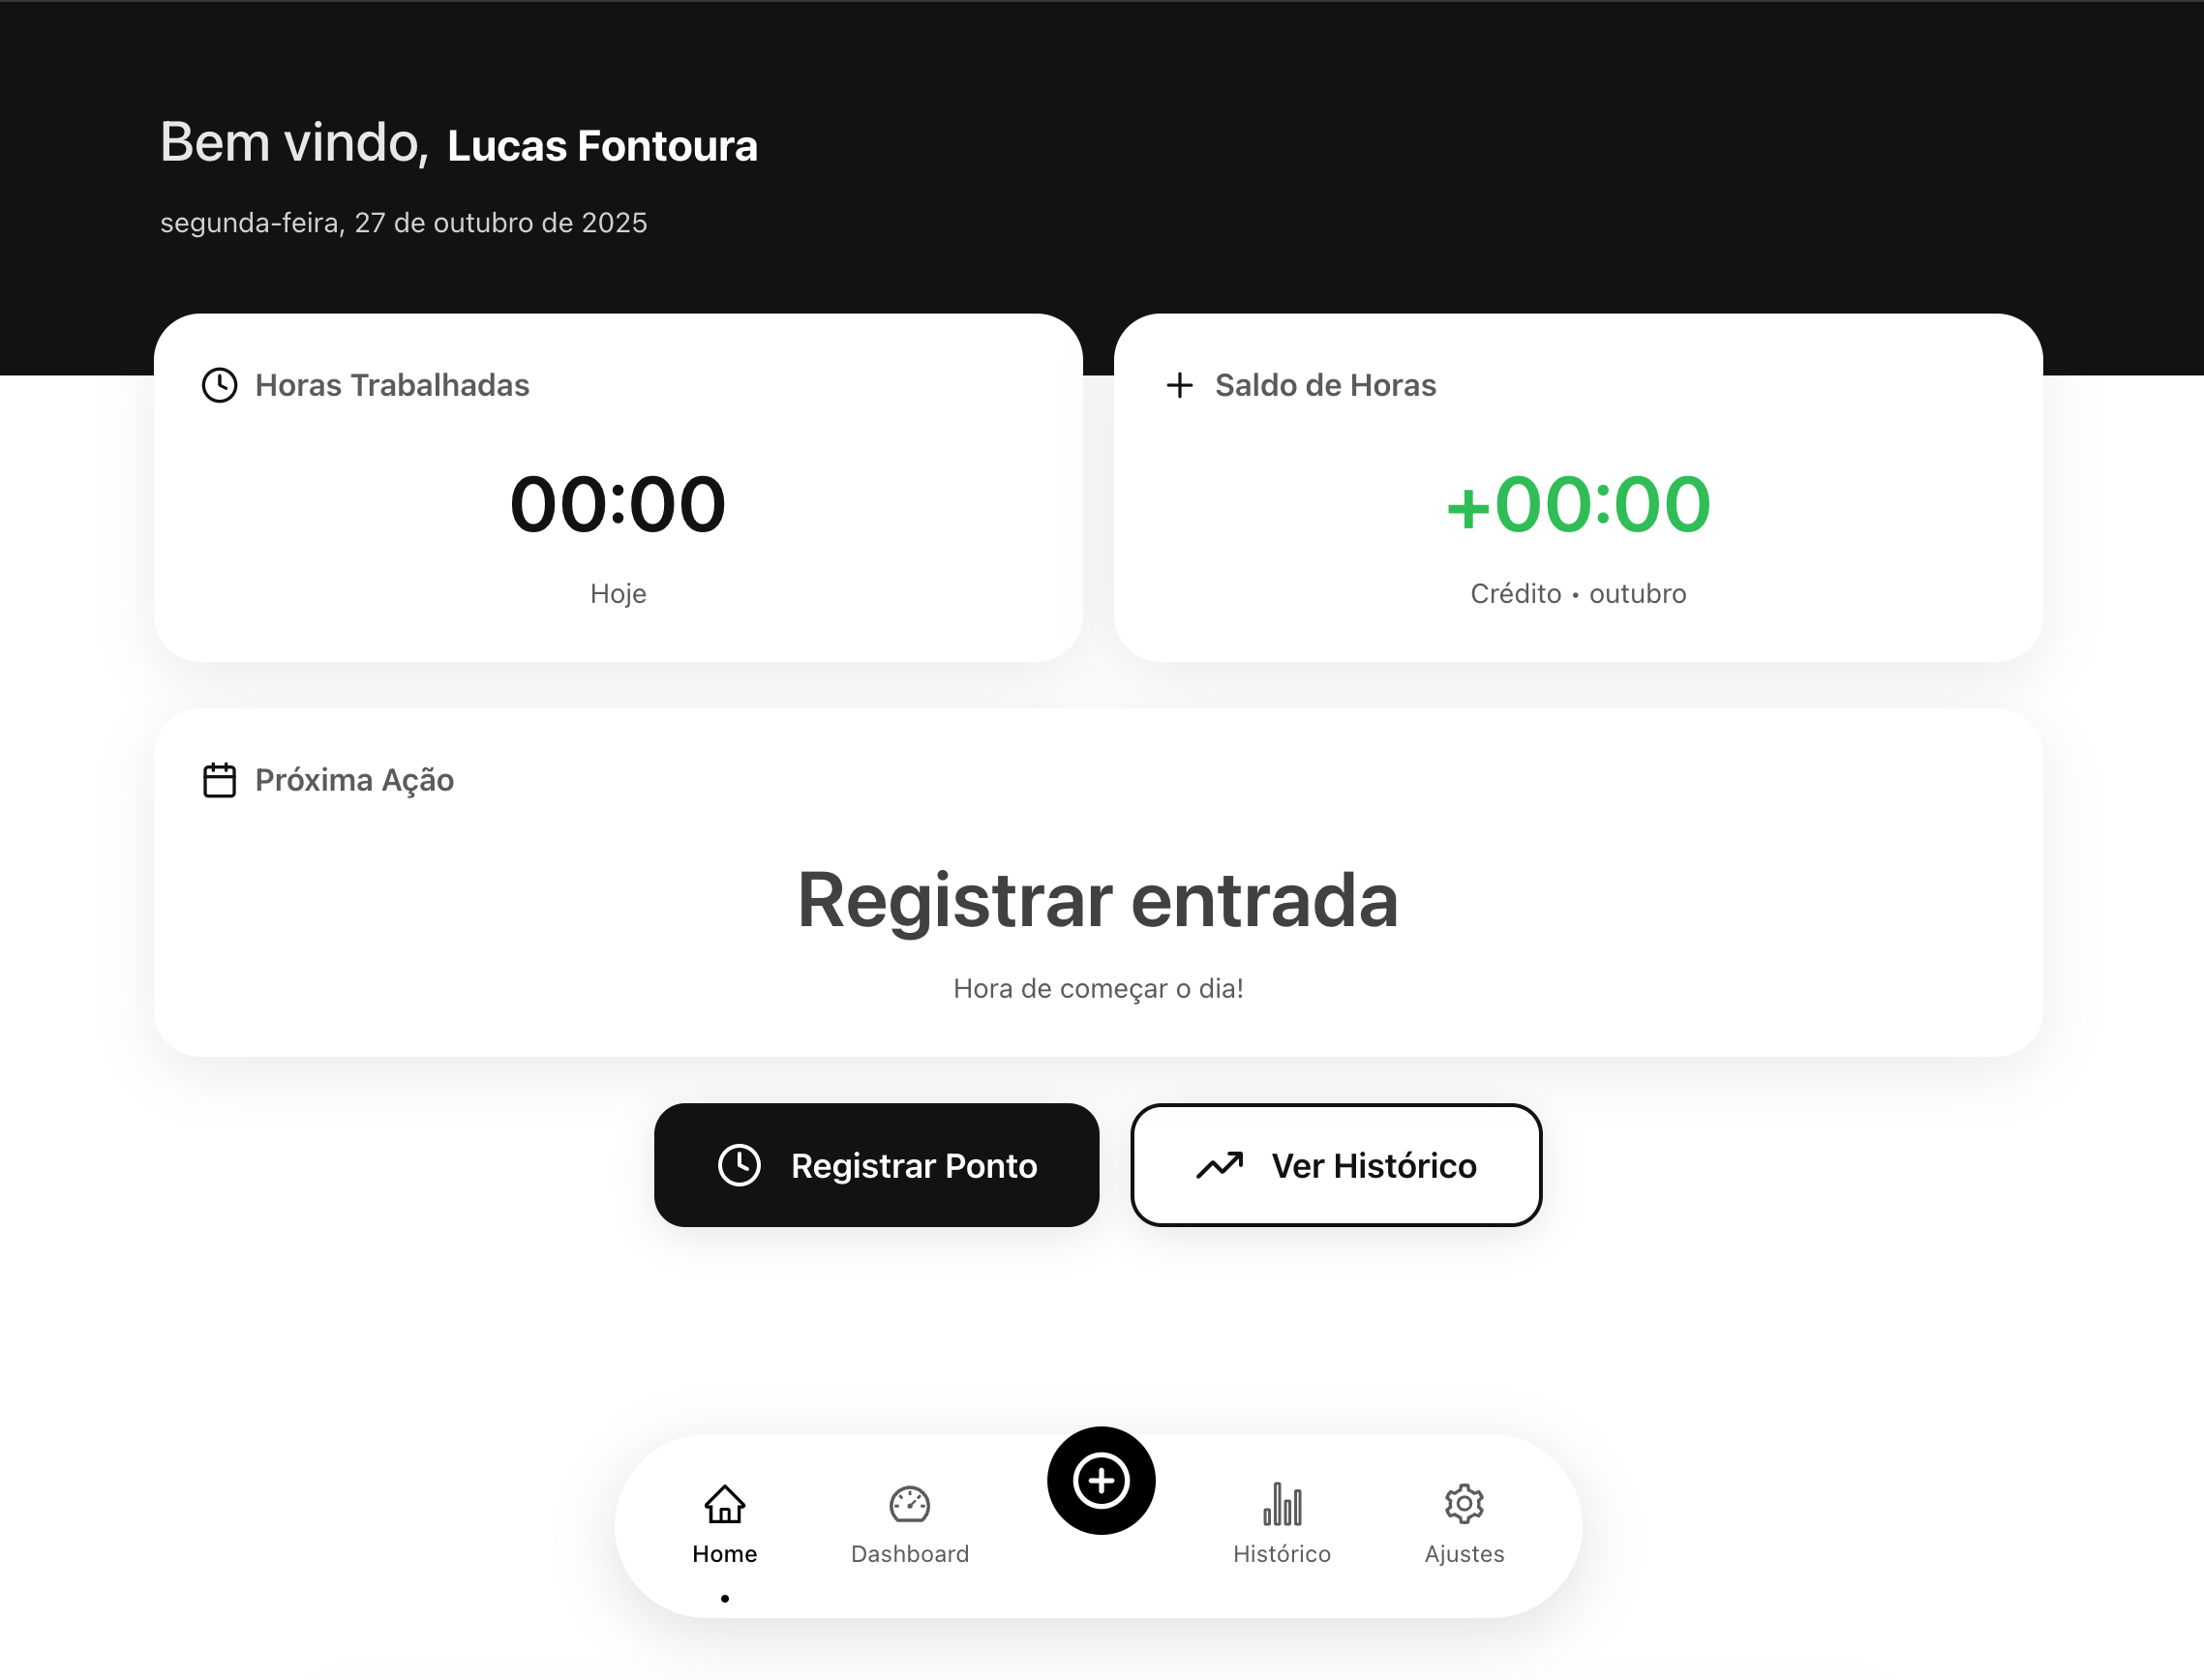 Bem vindo, Lucas Fontoura
segunda-feira, 27 de outubro de 2025
Horas Trabalhadas
00:00
Hoje
Saldo de Horas
+00:00
Crédito • outubro
Próxima Ação
Registrar entrada
Hora de começar o dia!
Registrar Ponto
Ver Histórico
Home
Dashboard
Histórico
Ajustes